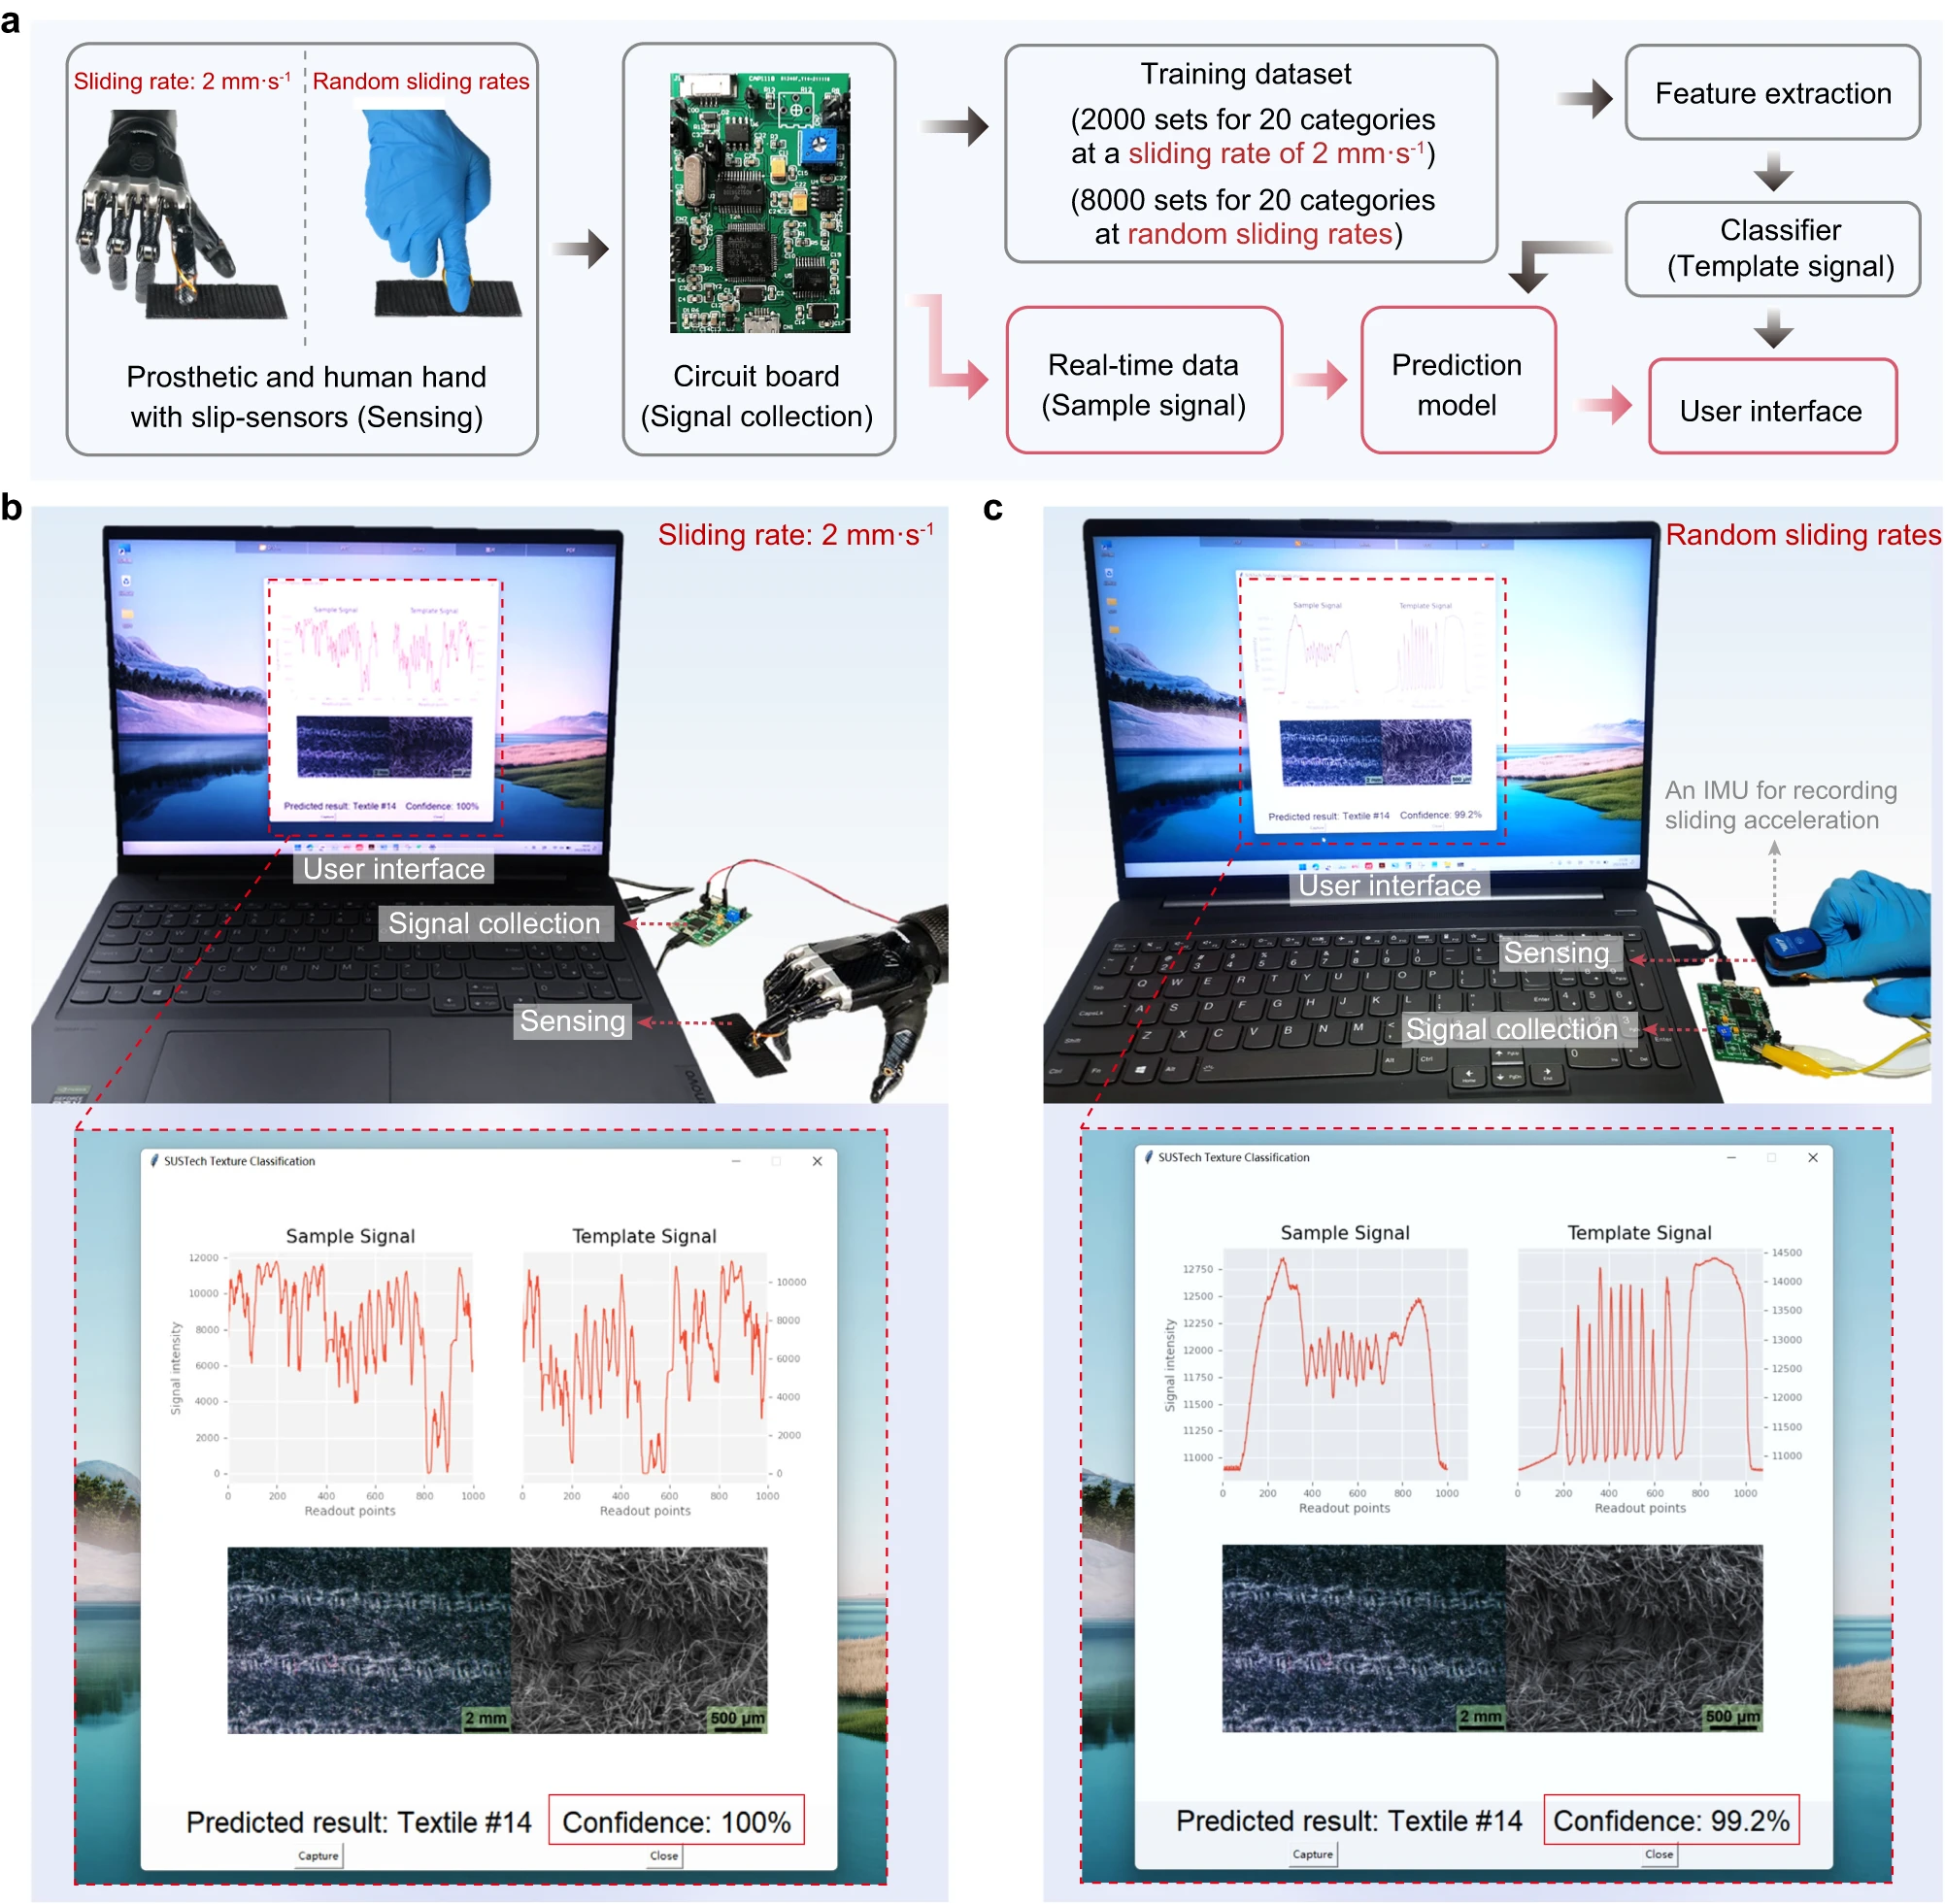 a
Sliding rate: 2 mm·s⁻¹
Random sliding rates
Prosthetic and human hand
with slip-sensors (Sensing)
Circuit board
(Signal collection)
Training dataset
(2000 sets for 20 categories
at a sliding rate of 2 mm·s⁻¹)
(8000 sets for 20 categories
at random sliding rates)
Feature extraction
Classifier
(Template signal)
Real-time data
(Sample signal)
Prediction
model
User interface
b
Sliding rate: 2 mm·s⁻¹
Sample Signal
Template Signal
Predicted result: Textile #14 Confidence: 100%
User interface
Signal collection
Sensing
SUSTech Texture Classification
Sample Signal
Template Signal
Signal intensity
12000
10000
8000
6000
4000
2000
0
0 200 400 600 800 1000
Readout points
10000
8000
6000
4000
2000
0
0 200 400 600 800 1000
Readout points
2 mm
500 µm
Predicted result: Textile #14
Confidence: 100%
Capture
Close
c
Random sliding rates
Sample Signal
Template Signal
Predicted result: Textile #14 Confidence: 99.2%
An IMU for recording
sliding acceleration
User interface
Sensing
Signal collection
SUSTech Texture Classification
Sample Signal
Template Signal
Signal intensity
12750
12500
12250
12000
11750
11500
11250
11000
0 200 400 600 800 1000
Readout points
14500
14000
13500
13000
12500
12000
11500
11000
0 200 400 600 800 1000
Readout points
2 mm
500 µm
Predicted result: Textile #14
Confidence: 99.2%
Capture
Close